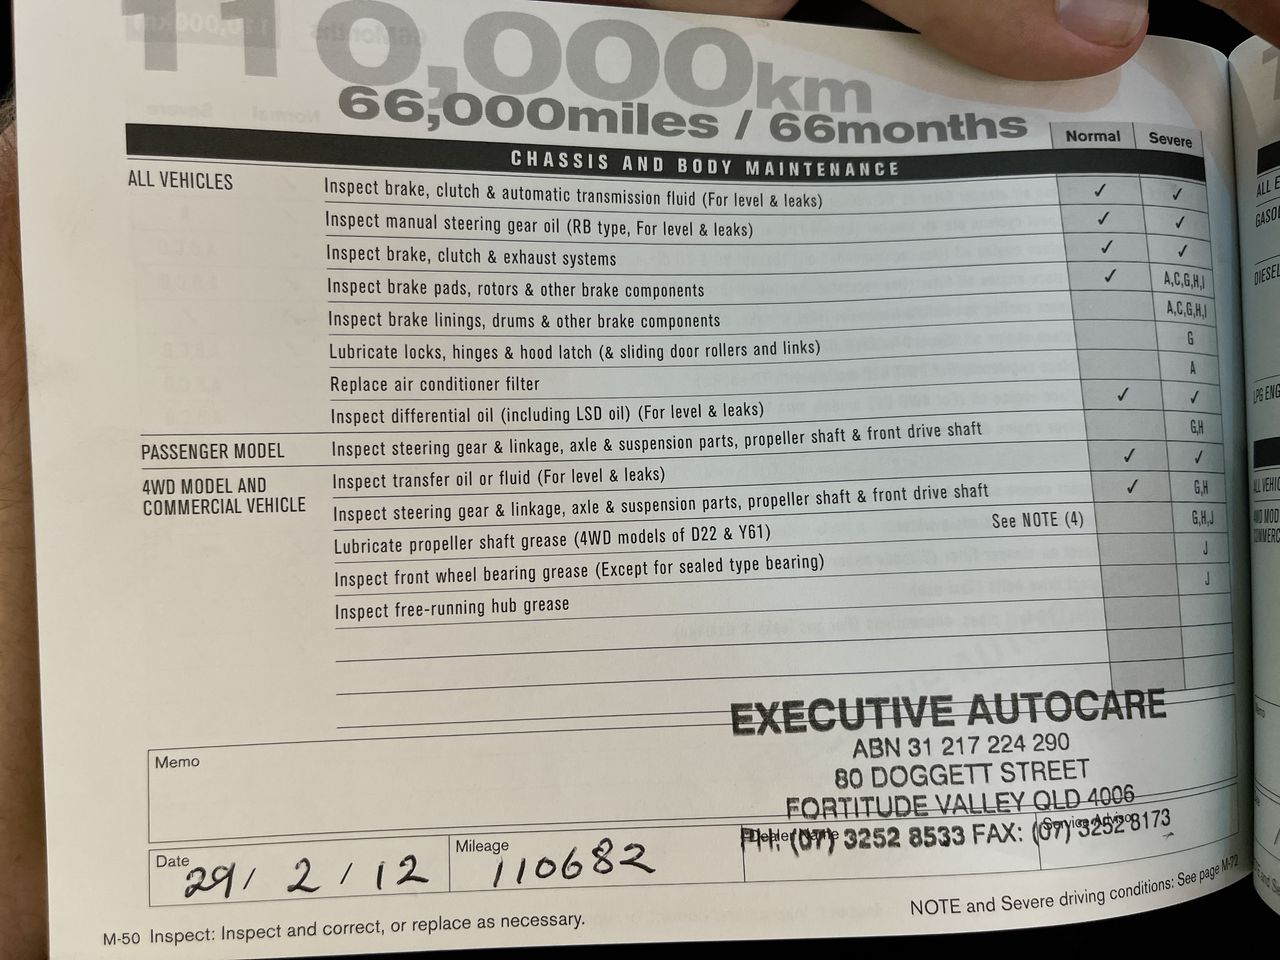 110,000km
66,000miles / 66months
Normal Severe
CHASSIS AND BODY MAINTENANCE
ALL VEHICLES Inspect brake, clutch & automatic transmission fluid (For level & leaks) ✓ ✓
Inspect manual steering gear oil (RB type, For level & leaks) ✓ ✓
Inspect brake, clutch & exhaust systems ✓ ✓
Inspect brake pads, rotors & other brake components ✓ A,C,G,H,I
Inspect brake linings, drums & other brake components A,C,G,H,I
Lubricate locks, hinges & hood latch (& sliding door rollers and links) G
Replace air conditioner filter A
Inspect differential oil (including LSD oil) (For level & leaks) ✓ ✓
PASSENGER MODEL Inspect steering gear & linkage, axle & suspension parts, propeller shaft & front drive shaft G,H
4WD MODEL AND COMMERCIAL VEHICLE Inspect transfer oil or fluid (For level & leaks) ✓ ✓
Inspect steering gear & linkage, axle & suspension parts, propeller shaft & front drive shaft ✓ G,H
Lubricate propeller shaft grease (4WD models of D22 & Y61) See NOTE (4) G,H,J
Inspect front wheel bearing grease (Except for sealed type bearing) J
Inspect free-running hub grease J
EXECUTIVE AUTOCARE
ABN 31 217 224 290
80 DOGGETT STREET
FORTITUDE VALLEY QLD 4006
PH: (07) 3252 8533 FAX: (07) 3252 8173
Memo
Date 29/2/12
Mileage 110682
Dealer Name
Service Advisor
M-50 Inspect: Inspect and correct, or replace as necessary.
NOTE and Severe driving conditions: See page M-72